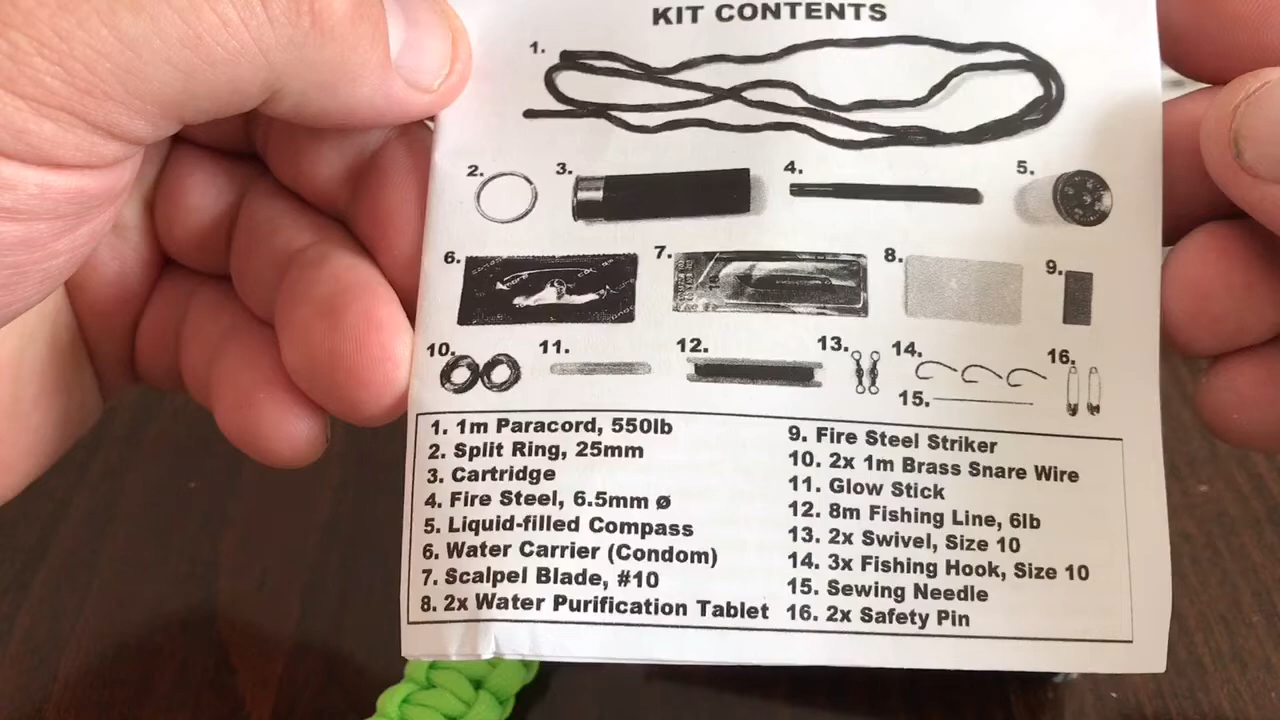 KIT CONTENTS
1.
2. 3. 4. 5.
6. 7. 8. 9.
10. 11. 12. 13. 14. 16.
15.
1. 1m Paracord, 550lb
2. Split Ring, 25mm
3. Cartridge
4. Fire Steel, 6.5mm ø
5. Liquid-filled Compass
6. Water Carrier (Condom)
7. Scalpel Blade, #10
8. 2x Water Purification Tablet
9. Fire Steel Striker
10. 2x 1m Brass Snare Wire
11. Glow Stick
12. 8m Fishing Line, 6lb
13. 2x Swivel, Size 10
14. 3x Fishing Hook, Size 10
15. Sewing Needle
16. 2x Safety Pin